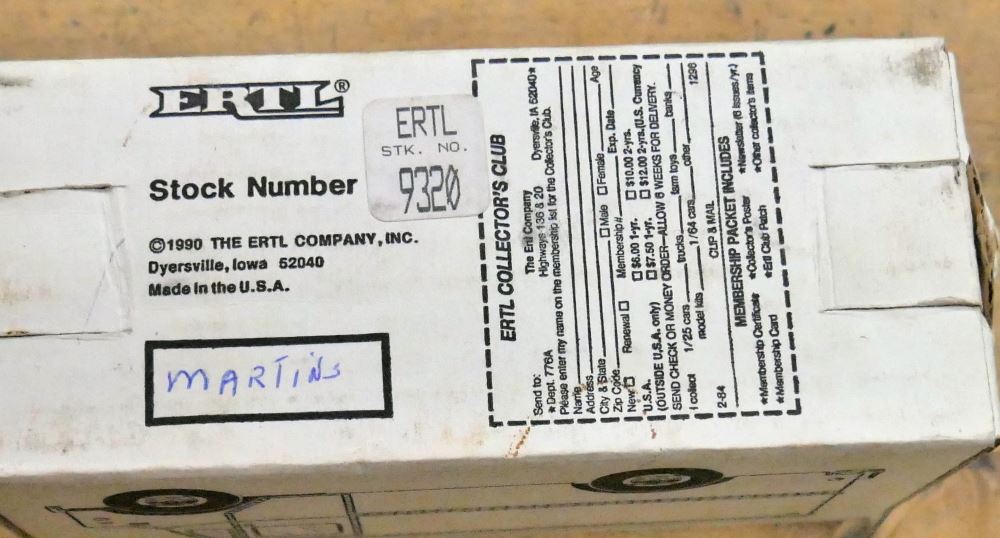 ERTL®
Stock Number
ERTL
STK. NO.
9320
©1990 THE ERTL COMPANY, INC.
Dyersville, Iowa 52040
Made in the U.S.A.
MARTINS
ERTL COLLECTOR'S CLUB
Send to: The Ertl Company
★Dept. 776A Highways 136 & 20 Dyersville, IA 52040★
Please enter my name on the membership list for the Collector's Club.
Name
Address
City & State ☐ Male ☐ Female Age
Zip Code Membership # Exp. Date
New ☐ Renewal ☐
U.S.A. ☐ $6.00 1-yr. ☐ $10.00 2-yrs.
(OUTSIDE U.S.A. only) ☐ $7.50 1-yr. ☐ $12.00 2-yrs. (U.S. Currency
SEND CHECK OR MONEY ORDER—ALLOW 6 WEEKS FOR DELIVERY.
I collect 1/25 cars trucks farm toys banks
model kits 1/64 cars other 1296
2-84 CLIP & MAIL
MEMBERSHIP PACKET INCLUDES
★Membership Certificate ★Collector's Poster ★Newsletter (6 issues/yr.)
★Membership Card ★Ertl Club Patch ★Other collector's items